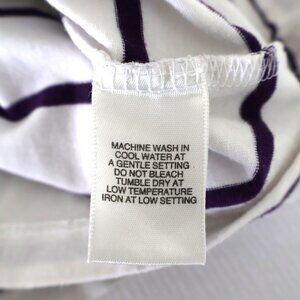 MACHINE WASH IN
COOL WATER AT
A GENTLE SETTING
DO NOT BLEACH
TUMBLE DRY AT
LOW TEMPERATURE
IRON AT LOW SETTING